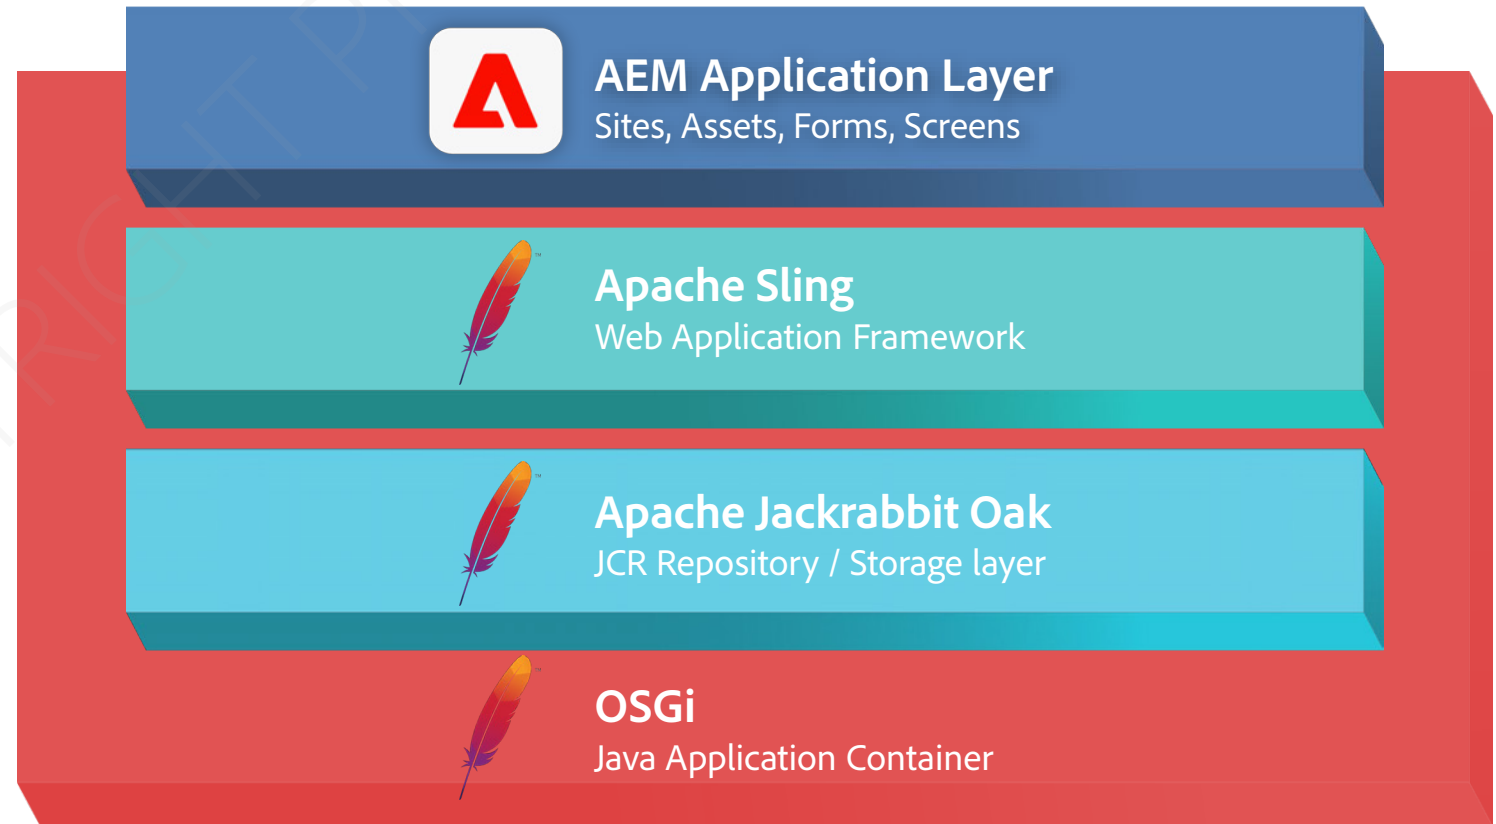 AEM Application Layer
Sites, Assets, Forms, Screens
Apache Sling
Web Application Framework
Apache Jackrabbit Oak
JCR Repository / Storage layer
OSGi
Java Application Container